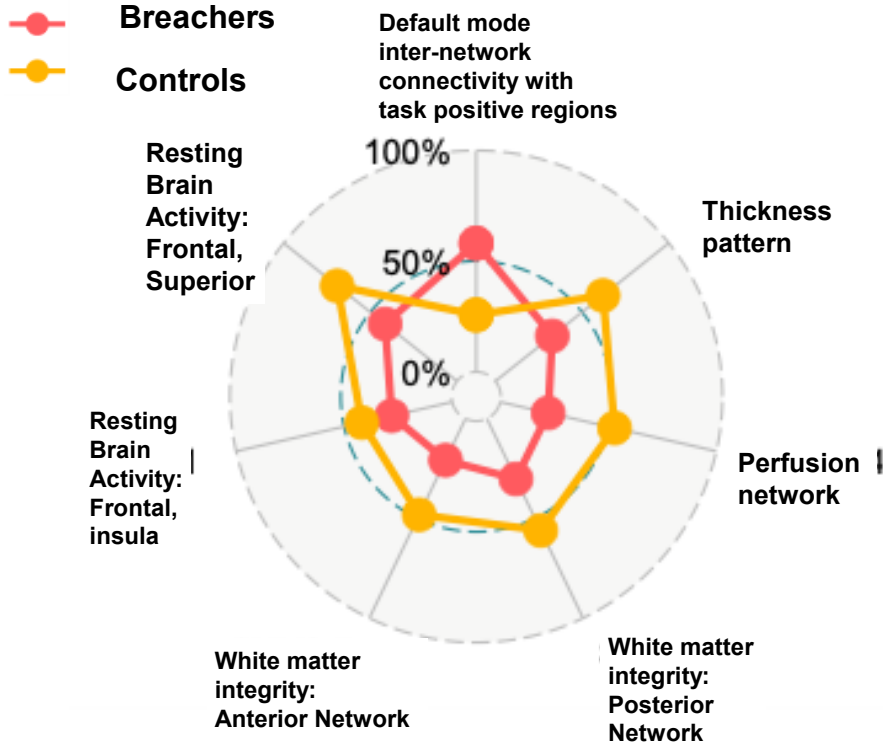 Breachers
Controls
Default mode
inter-network
connectivity with
task positive regions
100%
50%
0%
Resting
Brain
Activity:
Frontal,
Superior
Thickness
pattern
Resting
Brain
Activity:
Frontal,
insula
Perfusion
network
White matter
integrity:
Anterior Network
White matter
integrity:
Posterior
Network